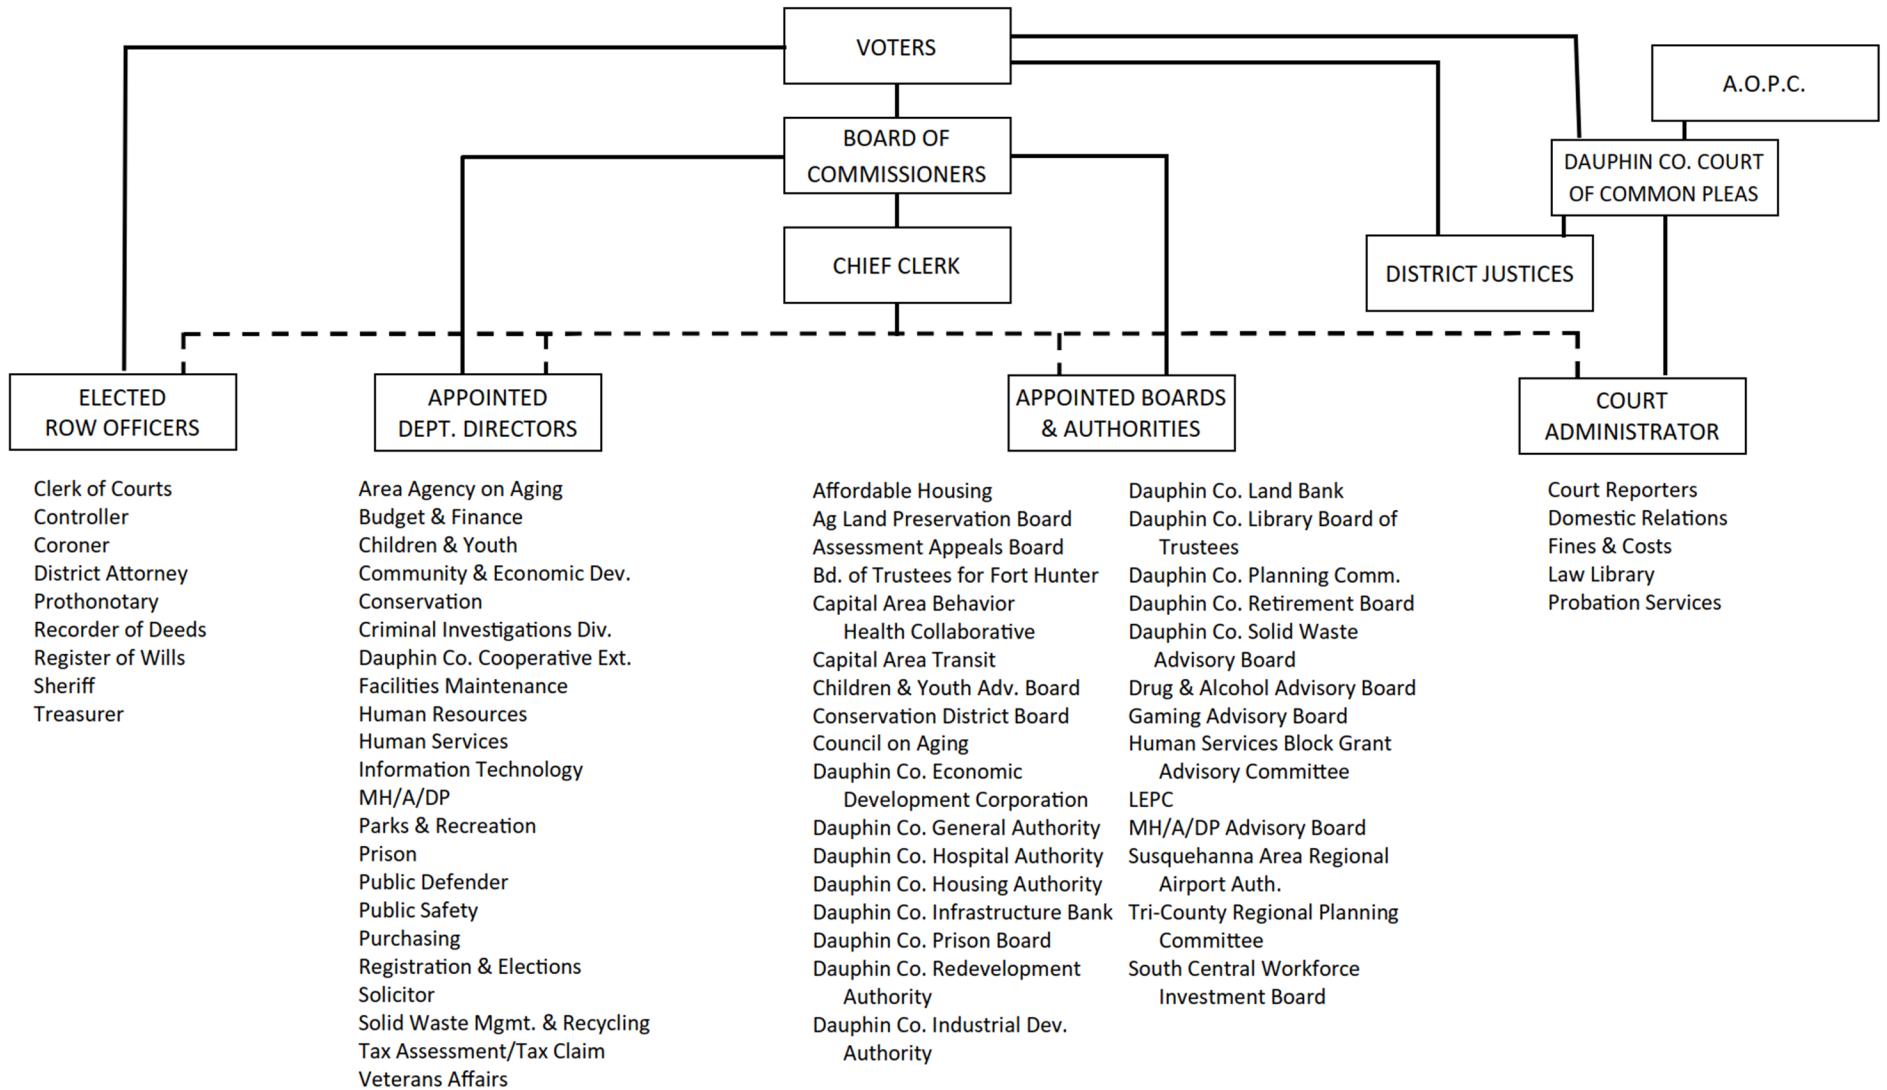 VOTERS
A.O.P.C.
BOARD OF
COMMISSIONERS
DAUPHIN CO. COURT
OF COMMON PLEAS
CHIEF CLERK
DISTRICT JUSTICES
ELECTED
ROW OFFICERS
Clerk of Courts
Controller
Coroner
District Attorney
Prothonotary
Recorder of Deeds
Register of Wills
Sheriff
Treasurer
APPOINTED
DEPT. DIRECTORS
Area Agency on Aging
Budget & Finance
Children & Youth
Community & Economic Dev.
Conservation
Criminal Investigations Div.
Dauphin Co. Cooperative Ext.
Facilities Maintenance
Human Resources
Human Services
Information Technology
MH/A/DP
Parks & Recreation
Prison
Public Defender
Public Safety
Purchasing
Registration & Elections
Solicitor
Solid Waste Mgmt. & Recycling
Tax Assessment/Tax Claim
Veterans Affairs
APPOINTED BOARDS
& AUTHORITIES
Affordable Housing
Ag Land Preservation Board
Assessment Appeals Board
Bd. of Trustees for Fort Hunter
Capital Area Behavior
Health Collaborative
Capital Area Transit
Children & Youth Adv. Board
Conservation District Board
Council on Aging
Dauphin Co. Economic
Development Corporation
Dauphin Co. General Authority
Dauphin Co. Hospital Authority
Dauphin Co. Housing Authority
Dauphin Co. Infrastructure Bank
Dauphin Co. Prison Board
Dauphin Co. Redevelopment
Authority
Dauphin Co. Industrial Dev.
Authority
Dauphin Co. Land Bank
Dauphin Co. Library Board of
Trustees
Dauphin Co. Planning Comm.
Dauphin Co. Retirement Board
Dauphin Co. Solid Waste
Advisory Board
Drug & Alcohol Advisory Board
Gaming Advisory Board
Human Services Block Grant
Advisory Committee
LEPC
MH/A/DP Advisory Board
Susquehanna Area Regional
Airport Auth.
Tri-County Regional Planning
Committee
South Central Workforce
Investment Board
COURT
ADMINISTRATOR
Court Reporters
Domestic Relations
Fines & Costs
Law Library
Probation Services